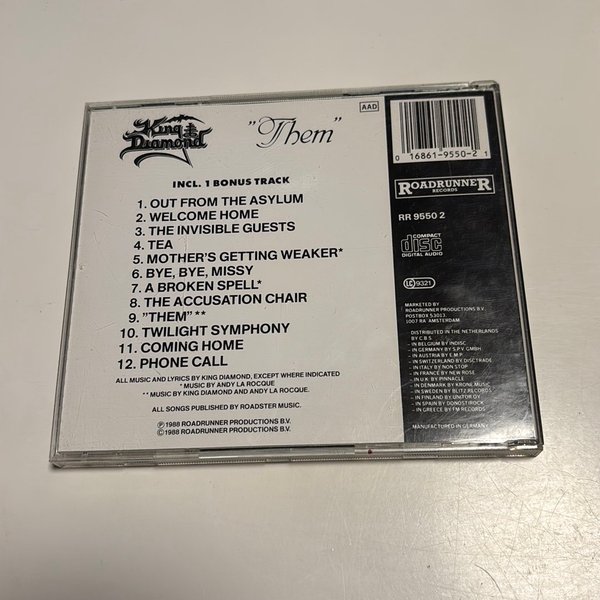 King Diamond
"Them"
AAD
INCL. 1 BONUS TRACK
1. OUT FROM THE ASYLUM
2. WELCOME HOME
3. THE INVISIBLE GUESTS
4. TEA
5. MOTHER'S GETTING WEAKER*
6. BYE, BYE, MISSY
7. A BROKEN SPELL*
8. THE ACCUSATION CHAIR
9. "THEM"**
10. TWILIGHT SYMPHONY
11. COMING HOME
12. PHONE CALL
ALL MUSIC AND LYRICS BY KING DIAMOND, EXCEPT WHERE INDICATED
* MUSIC BY ANDY LA ROCQUE
** MUSIC BY KING DIAMOND AND ANDY LA ROCQUE.
ALL SONGS PUBLISHED BY ROADSTER MUSIC.
Ⓟ 1988 ROADRUNNER PRODUCTIONS B.V.
© 1988 ROADRUNNER PRODUCTIONS B.V.
0 16861-9550-2 1
ROADRUNNER
RECORDS
RR 9550 2
COMPACT
disc
DIGITAL AUDIO
LC 9321
MARKETED BY
ROADRUNNER PRODUCTIONS B.V.
POSTBOX 53013
1007 RA AMSTERDAM
DISTRIBUTED IN THE NETHERLANDS
BY C.B.S.
- IN BELGIUM BY INDISC
- IN GERMANY BY S.P.V. GMBH
- IN AUSTRIA BY E.M.P.
- IN SWITZERLAND BY DISCTRADE
- IN ITALY BY NON STOP
- IN FRANCE BY NEW ROSE
- IN U.K. BY PINNACLE
- IN DENMARK BY KRONE MUSIC
- IN SWEDEN BY BLITZ RECORDS
- IN FINLAND BY UNITOR OY
- IN SPAIN BY DONOSTIROCK
- IN GREECE BY FM RECORDS
MANUFACTURED IN GERMANY